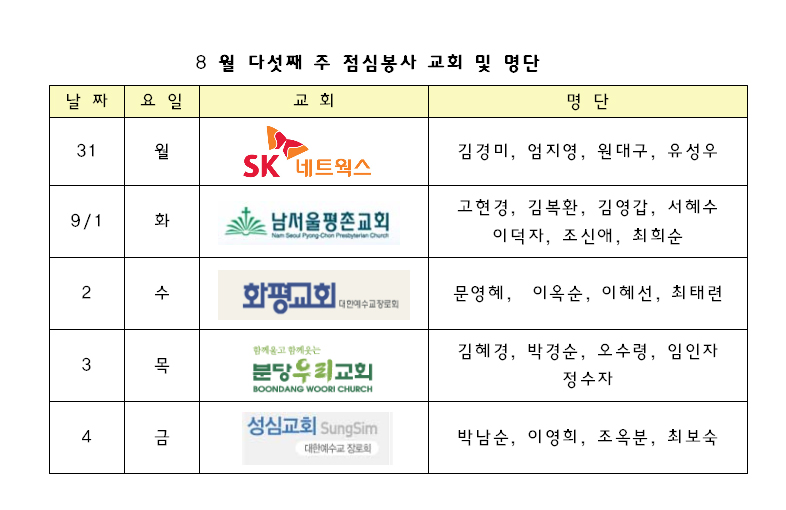 8 월 다섯째 주 점심봉사 교회 및 명단
날 짜 요 일 교 회 명 단
31 월 SK 네트웍스 김경미, 엄지영, 원대구, 유성우
9/1 화 남서울평촌교회 Nam Seoul Pyong-Chon Presbyterian Church 고현경, 김복환, 김영갑, 서혜수
이덕자, 조신애, 최희순
2 수 화평교회 대한예수교장로회 문영혜, 이옥순, 이혜선, 최태련
3 목 함께울고 함께웃는 김혜경, 박경순, 오수령, 임인자
분당우리교회 정수자
BOONDANG WOORI CHURCH
4 금 성심교회 SungSim 박남순, 이영희, 조옥분, 최보숙
대한예수교 장로회